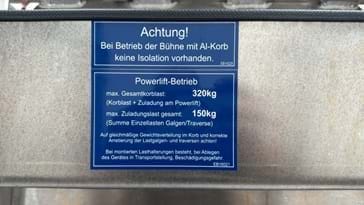 Achtung!
Bei Betrieb der Bühne mit Al-Korb
keine Isolation vorhanden.
Powerlift-Betrieb
max. Gesamtkorblast: 320kg
(Korblast + Zuladung am Powerlift)
max. Zuladungslast gesamt: 150kg
(Summe Einzellasten Galgen/Traverse)
Auf gleichmäßige Gewichtsverteilung im Korb und korrekte
Arretierung der Lastgalgen- und traversen achten!
Bei montierten Lasthalterungen besteht, bei Ablegen
des Gerätes in Transportstellung, Beschädigungsgefahr.